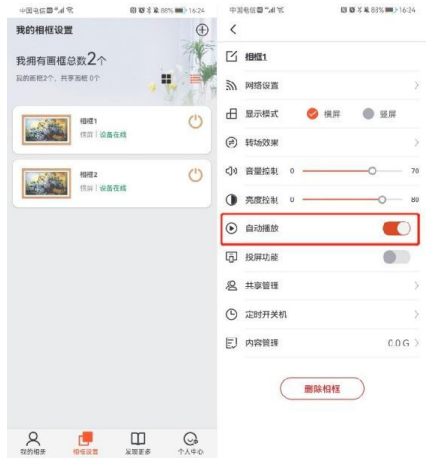 中国电信 88% 16:24
我的相框设置
我拥有画框总数2个
我的画框2个，共享画框 0个
相框1
横屏 | 设备在线
相框2
横屏 | 设备在线
我的相册
相框设置
发现更多
个人中心
中国电信 88% 16:24
相框1
网络设置
显示模式 横屏 竖屏
转场效果
音量控制 0 70
亮度控制 0 80
自动播放
投屏功能
共享管理
定时开关机
内容管理 0.0 G
删除相框